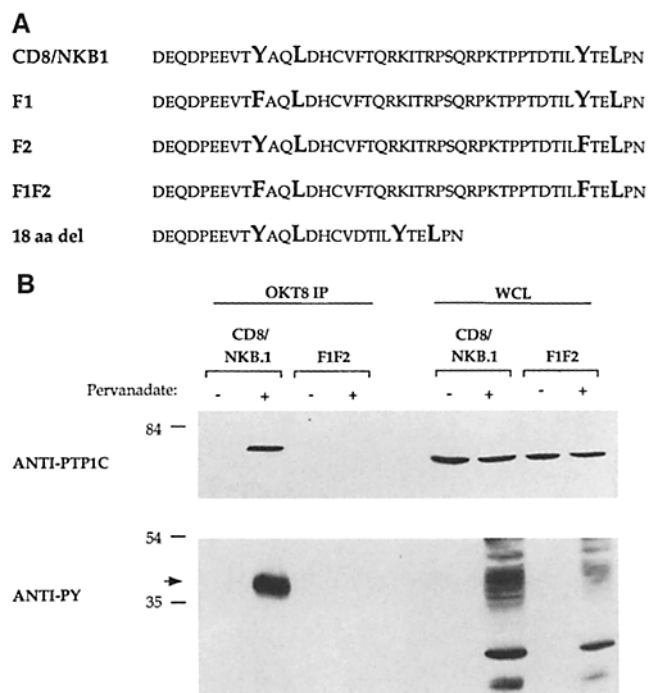 A
CD8/NKB1 DEQDPEEVTYAQLDHCVFTQRKITRPSQRPKTPPTDTILYTELPN
F1 DEQDPEEVTFAQLDHCVFTQRKITRPSQRPKTPPTDTILYTELPN
F2 DEQDPEEVTYAQLDHCVFTQRKITRPSQRPKTPPTDTILFTELPN
F1F2 DEQDPEEVTFAQLDHCVFTQRKITRPSQRPKTPPTDTILFTELPN
18 aa del DEQDPEEVTYAQLDHCVDTILYTELPN
B
OKT8 IP WCL
CD8/ CD8/
NKB.1 F1F2 NKB.1 F1F2
Pervanadate: - + - + - + - +
84
ANTI-PTP1C
54
ANTI-PY
35